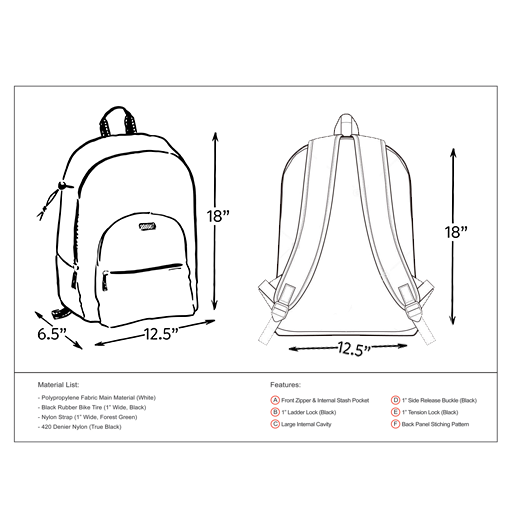 18”
18”
6.5”
12.5”
12.5”
Material List:
- Polypropylene Fabric Main Material (White)
- Black Rubber Bike Tire (1” Wide, Black)
- Nylon Strap (1” Wide, Forest Green)
- 420 Denier Nylon (True Black)
Features:
A Front Zipper & Internal Stash Pocket
B 1” Ladder Lock (Black)
C Large Internal Cavity
D 1” Side Release Buckle (Black)
E 1” Tension Lock (Black)
F Back Panel Stiching Pattern